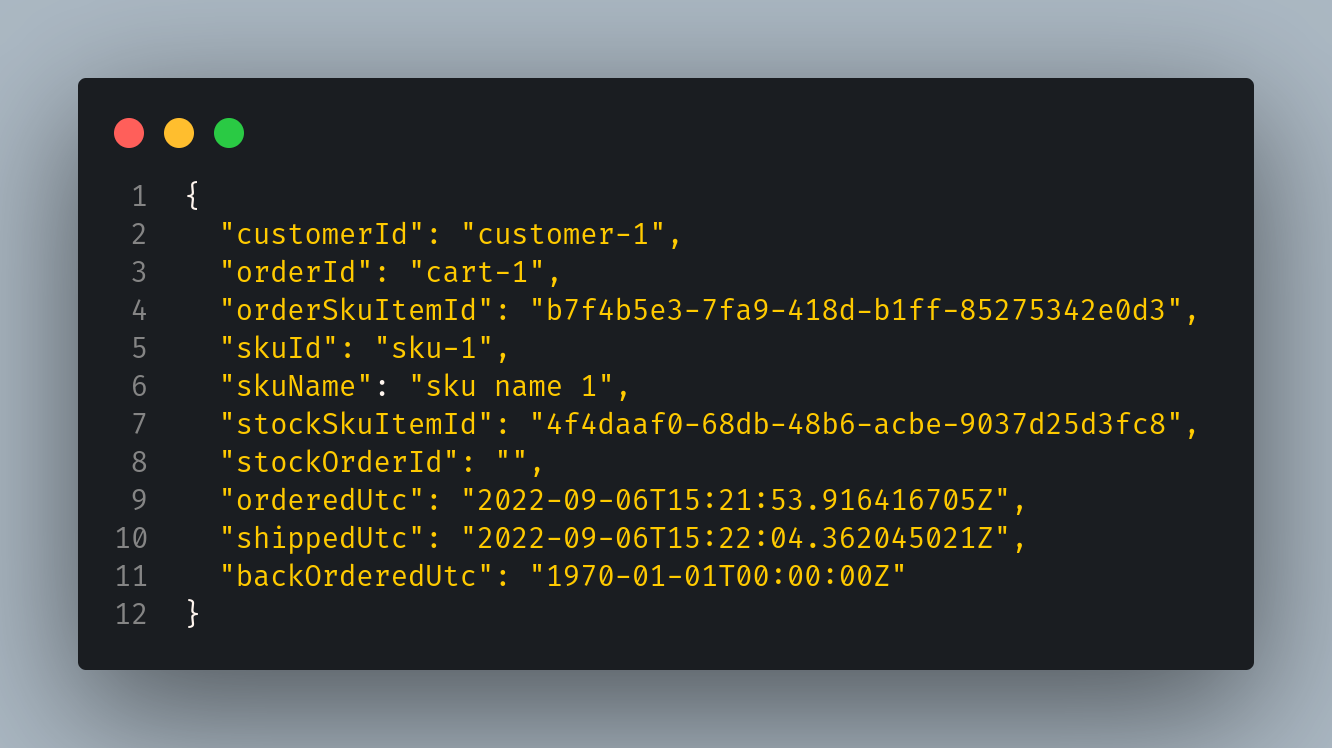 1 {
2 "customerId": "customer-1",
3 "orderId": "cart-1",
4 "orderSkuItemId": "b7f4b5e3-7fa9-418d-b1ff-85275342e0d3",
5 "skuId": "sku-1",
6 "skuName": "sku name 1",
7 "stockSkuItemId": "4f4daaf0-68db-48b6-acbe-9037d25d3fc8",
8 "stockOrderId": "",
9 "orderedUtc": "2022-09-06T15:21:53.916416705Z",
10 "shippedUtc": "2022-09-06T15:22:04.362045021Z",
11 "backOrderedUtc": "1970-01-01T00:00:00Z"
12 }